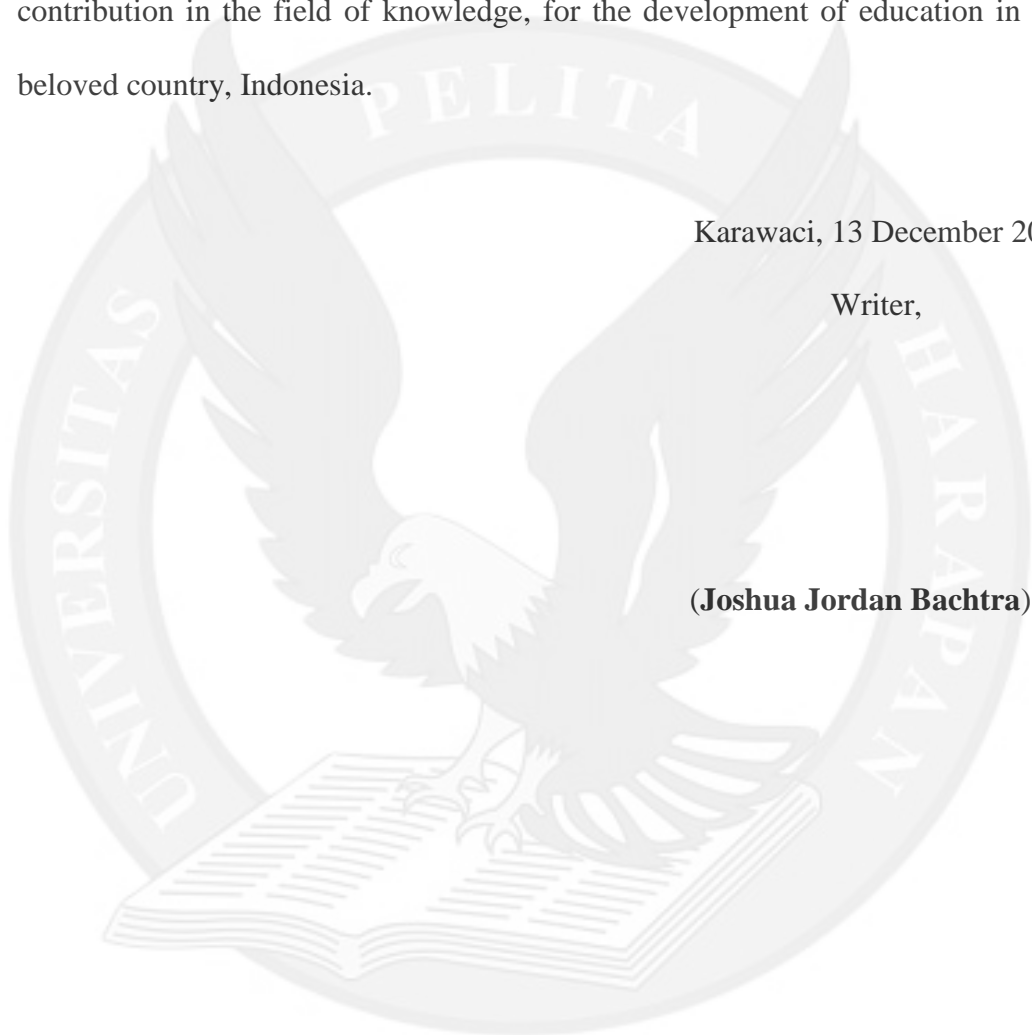 contribution in the field of knowledge, for the development of education in
beloved country, Indonesia.
Karawaci, 13 December 20
Writer,
(Joshua Jordan Bachtra)
UNIVERSITAS PELITA HARAPAN